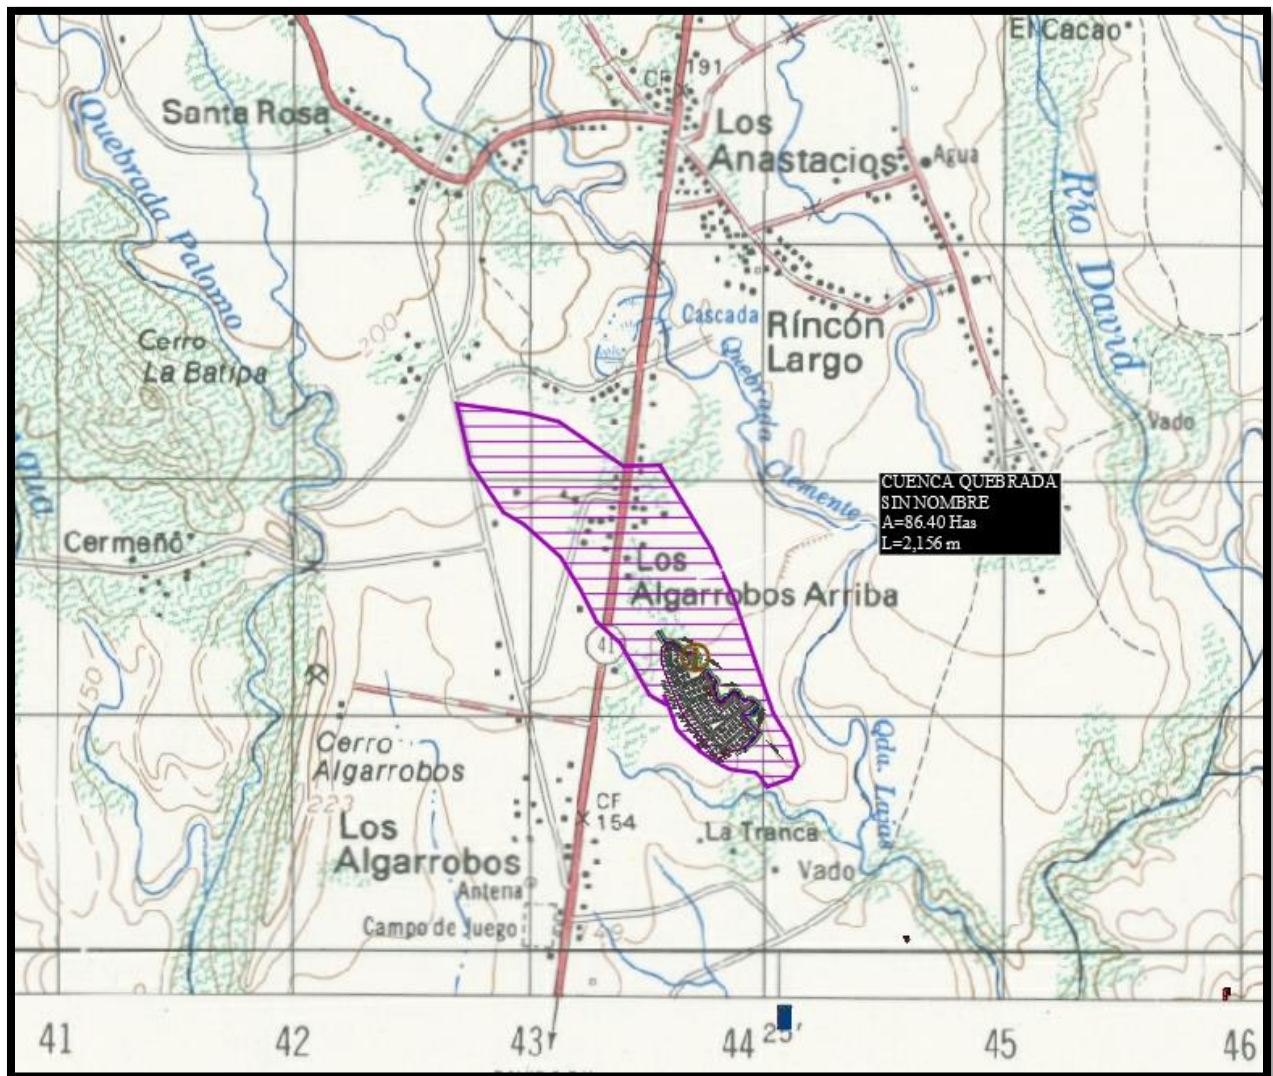 El Cacao
191
CF
Santa Rosa
Los
Anastacios
Agua
Quebrada Palomo
Río David
200
Cascada
Ríncón
Largo
Cerro
La Batipa
Quebrada Clemente
Vado
CUENCA QUEBRADA
SIN NOMBRE
A=86.40 Has
L=2,156 m
Cermeño
Los
Algarrobos Arriba
41
150
Cerro
Algarrobos
223
Qda. Lajas
CF
154
Los
Algarrobos
La Tranca
Vado
100
Antena
Campo de Juego
41
42
43
44
25'
45
46